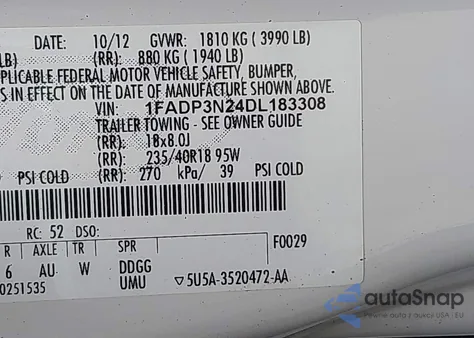 DATE: 10/12 GVWR: 1810 KG ( 3990 LB)
LB) (RR): 880 KG ( 1940 LB)
PLICABLE FEDERAL MOTOR VEHICLE SAFETY, BUMPER,
S IN EFFECT ON THE DATE OF MANUFACTURE SHOWN ABOVE.
VIN: 1FADP3N24DL183308
TRAILER TOWING - SEE OWNER GUIDE
(RR): 18x8.0J
(RR): 235/40R18 95W
PSI COLD (RR): 270 kPa/ 39 PSI COLD
RC: 52 DSO:
R AXLE TR SPR F0029
6 AU W DDGG
UMU 5U5A-3520472-AA
0251535
autoSnap